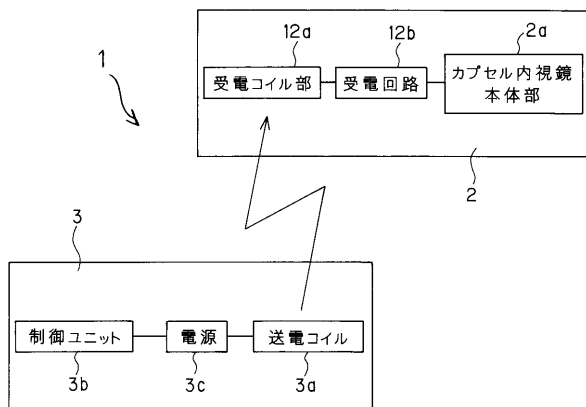 12a
12b
2a
1
受電コイル部
受電回路
カプセル内視鏡
本体部
2
3
制御ユニット
電源
送電コイル
3b
3c
3a